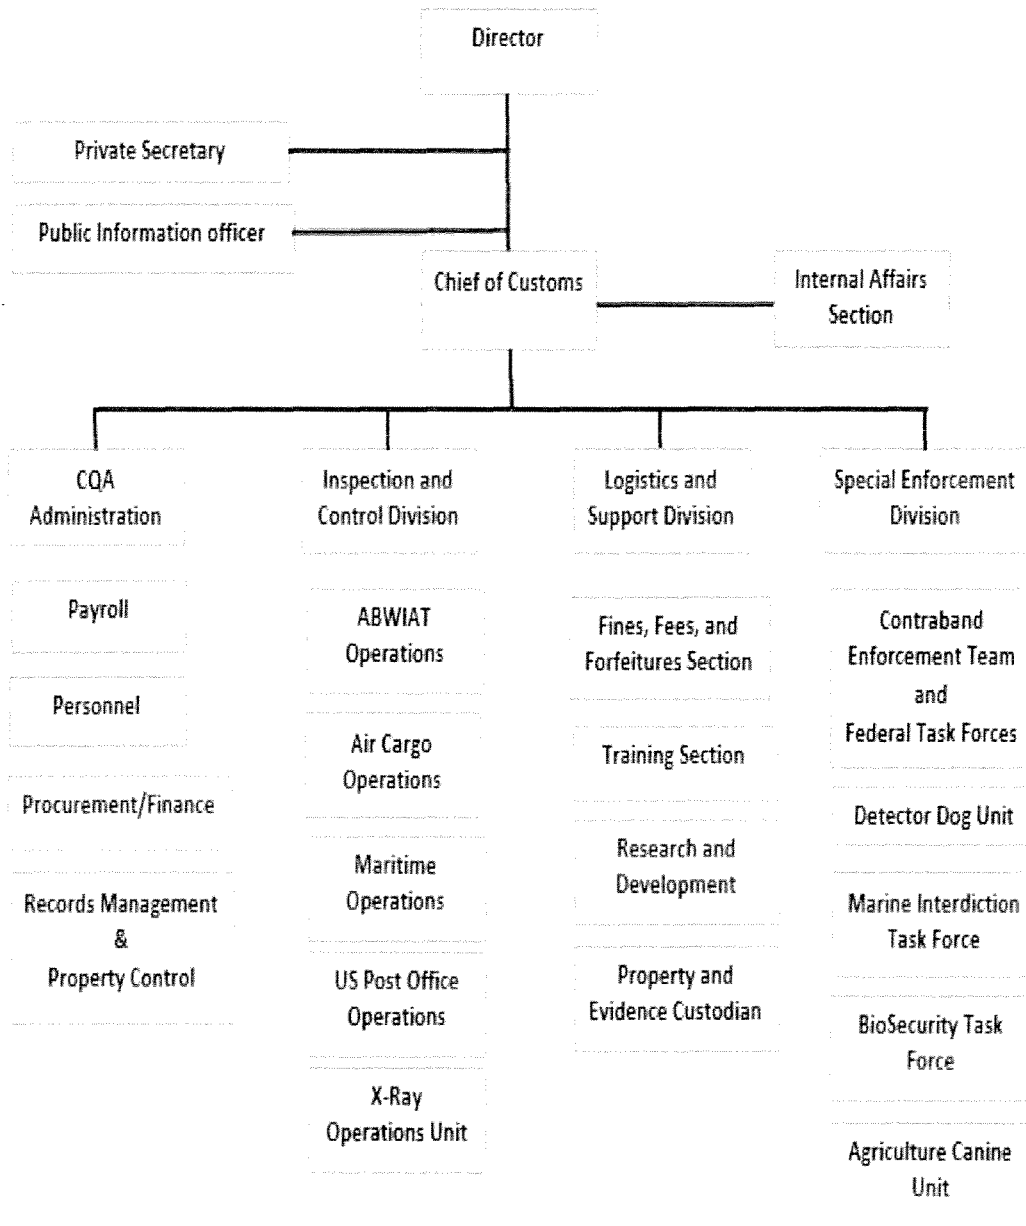 Director
Private Secretary
Public Information officer
Chief of Customs
Internal Affairs
Section
CQA
Administration
Payroll
Personnel
Procurement/Finance
Records Management
&
Property Control
Inspection and
Control Division
ABWIAT
Operations
Air Cargo
Operations
Maritime
Operations
US Post Office
Operations
X-Ray
Operations Unit
Logistics and
Support Division
Fines, Fees, and
Forfeitures Section
Training Section
Research and
Development
Property and
Evidence Custodian
Special Enforcement
Division
Contraband
Enforcement Team
and
Federal Task Forces
Detector Dog Unit
Marine Interdiction
Task Force
BioSecurity Task
Force
Agriculture Canine
Unit